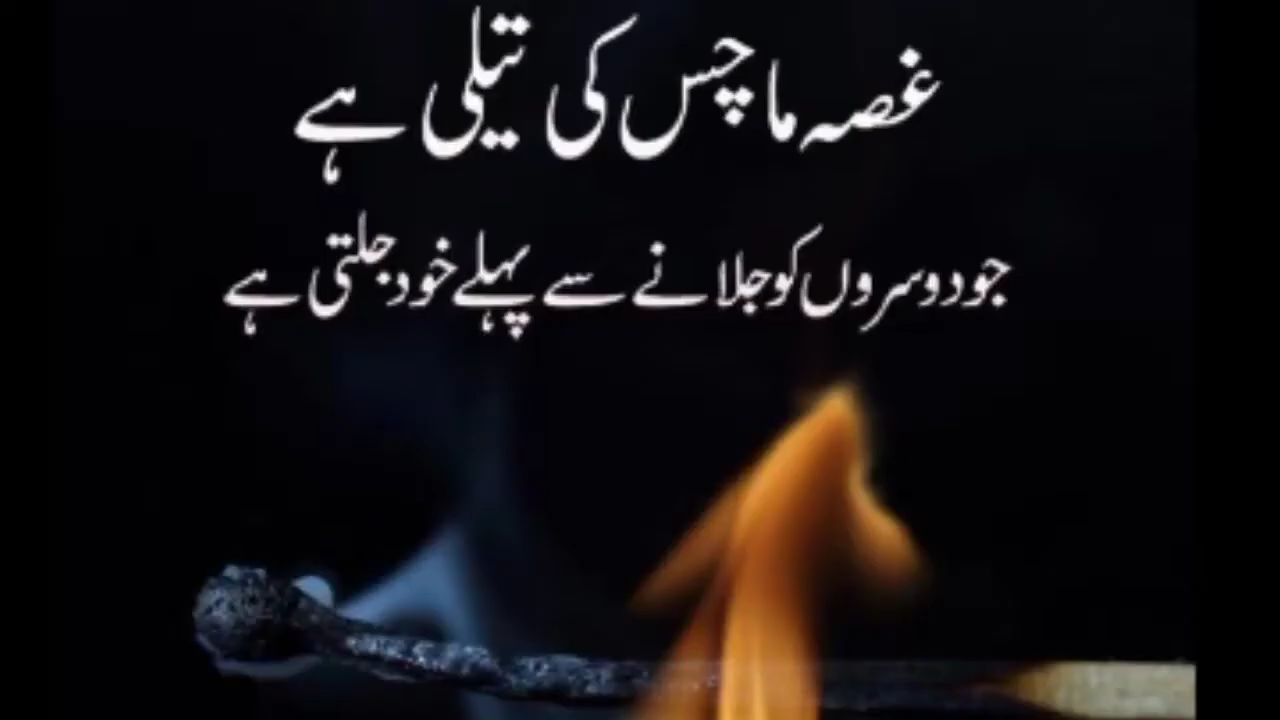 غصہ ماچس کی تیلی ہے
جو دوسروں کو جلانے سے پہلے خود جلتی ہے